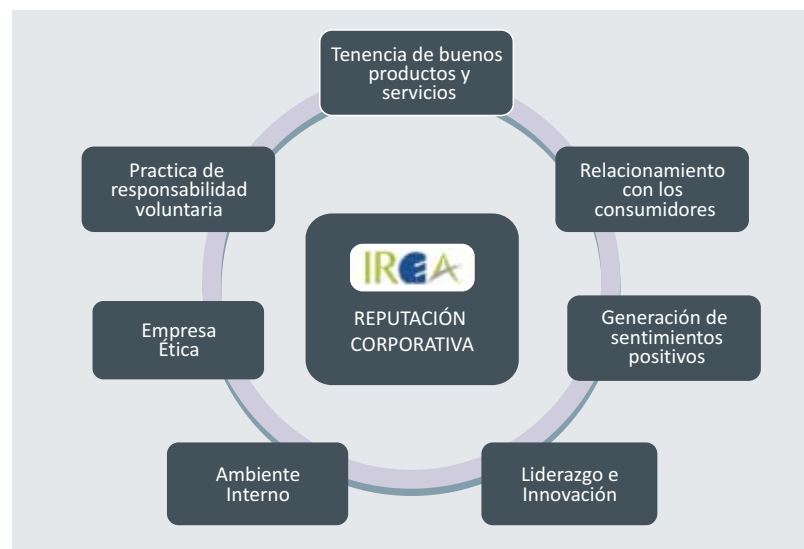 Tenencia de buenos
productos y
servicios
Relacionamiento
con los
consumidores
Generación de
sentimientos
positivos
Liderazgo e
Innovación
Ambiente
Interno
Empresa
Ética
Practica de
responsabilidad
voluntaria
IREA
REPUTACIÓN
CORPORATIVA